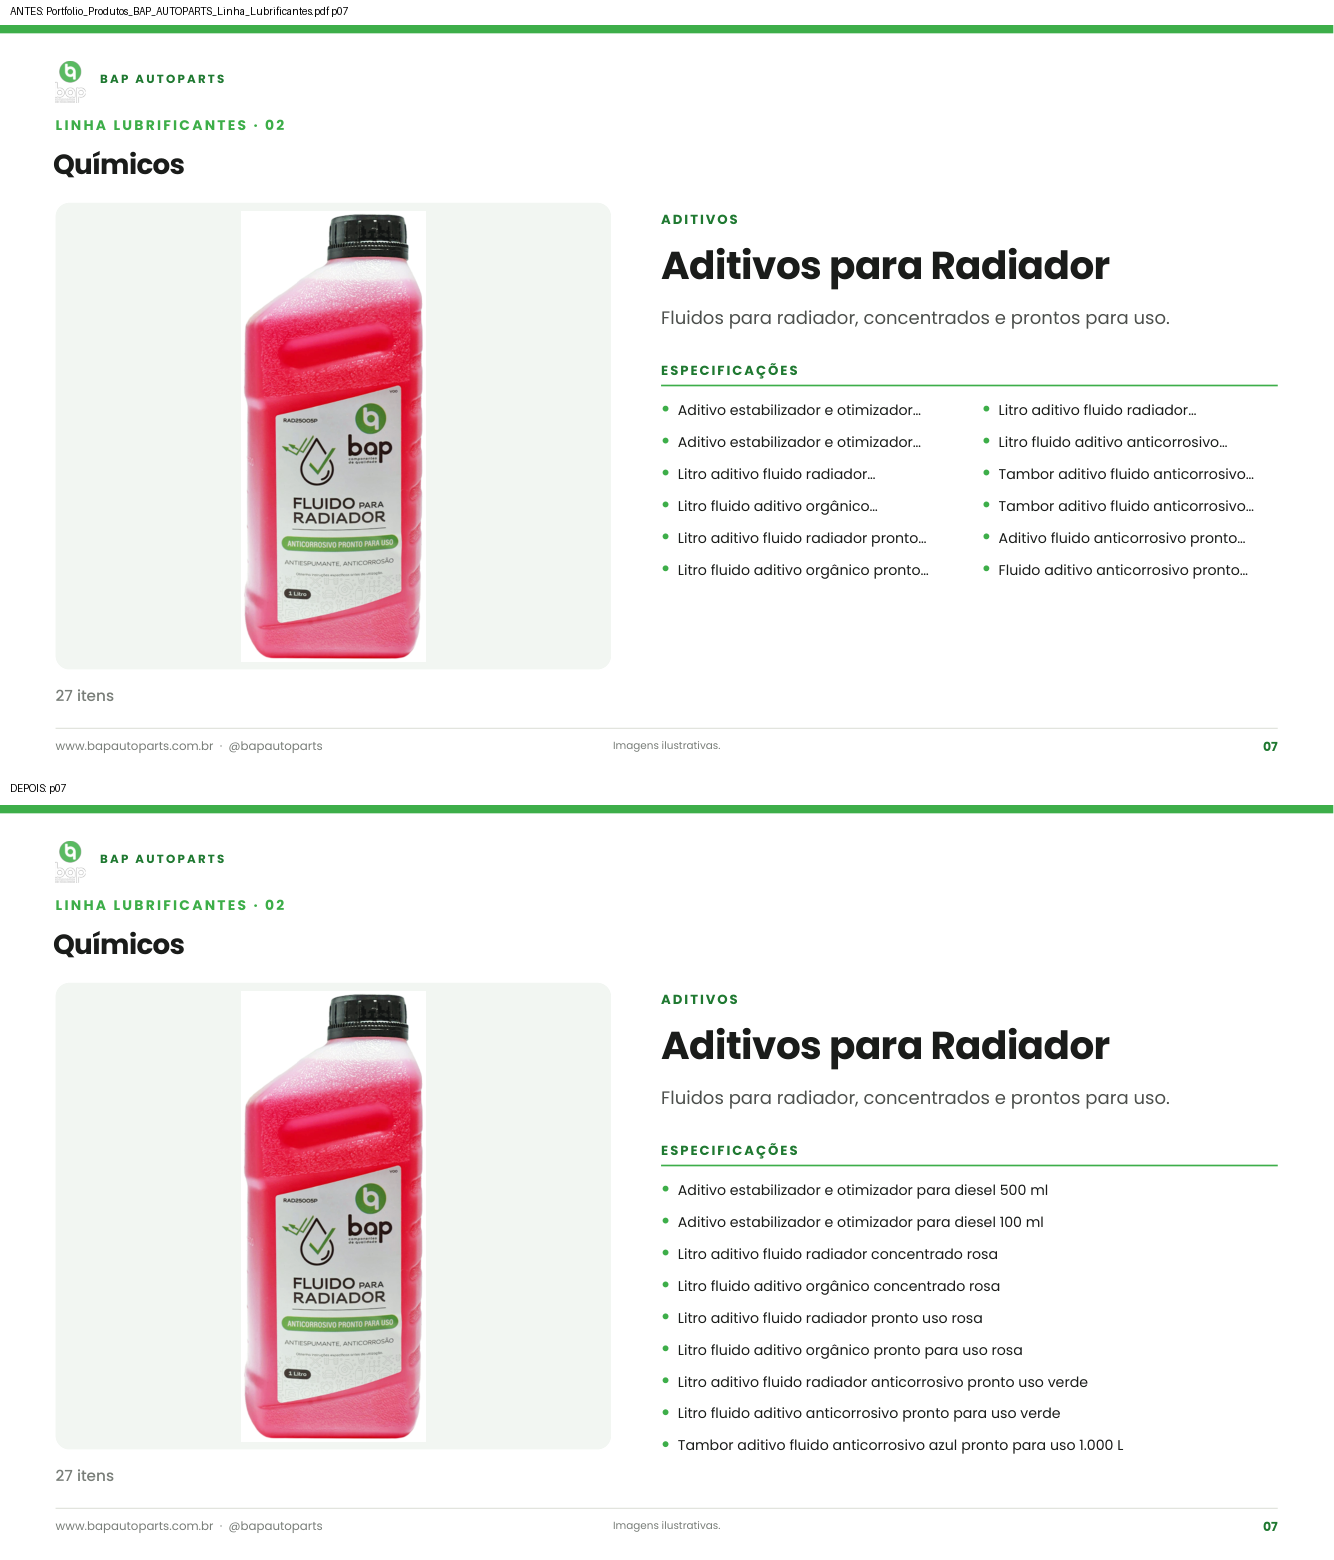 ANTES: Portfolio_Produtos_BAP_AUTOPARTS_Linha_Lubrificantes.pdf p07
bap
BAP AUTOPARTS
LINHA LUBRIFICANTES · 02
Químicos
RAD2500SP
bap
componentes de qualidade
FLUIDO PARA
RADIADOR
ANTICORROSIVO PRONTO PARA USO
ANTIESPUMANTE, ANTICORROSÃO
1 Litro
27 itens
ADITIVOS
Aditivos para Radiador
Fluidos para radiador, concentrados e prontos para uso.
ESPECIFICAÇÕES
• Aditivo estabilizador e otimizador…
• Aditivo estabilizador e otimizador…
• Litro aditivo fluido radiador…
• Litro fluido aditivo orgânico…
• Litro aditivo fluido radiador pronto…
• Litro fluido aditivo orgânico pronto…
• Litro aditivo fluido radiador…
• Litro fluido aditivo anticorrosivo…
• Tambor aditivo fluido anticorrosivo…
• Tambor aditivo fluido anticorrosivo…
• Aditivo fluido anticorrosivo pronto…
• Fluido aditivo anticorrosivo pronto…
www.bapautoparts.com.br · @bapautoparts
Imagens ilustrativas.
07
DEPOIS: p07
bap
BAP AUTOPARTS
LINHA LUBRIFICANTES · 02
Químicos
RAD2500SP
bap
componentes de qualidade
FLUIDO PARA
RADIADOR
ANTICORROSIVO PRONTO PARA USO
ANTIESPUMANTE, ANTICORROSÃO
1 Litro
27 itens
ADITIVOS
Aditivos para Radiador
Fluidos para radiador, concentrados e prontos para uso.
ESPECIFICAÇÕES
• Aditivo estabilizador e otimizador para diesel 500 ml
• Aditivo estabilizador e otimizador para diesel 100 ml
• Litro aditivo fluido radiador concentrado rosa
• Litro fluido aditivo orgânico concentrado rosa
• Litro aditivo fluido radiador pronto uso rosa
• Litro fluido aditivo orgânico pronto para uso rosa
• Litro aditivo fluido radiador anticorrosivo pronto uso verde
• Litro fluido aditivo anticorrosivo pronto para uso verde
• Tambor aditivo fluido anticorrosivo azul pronto para uso 1.000 L
www.bapautoparts.com.br · @bapautoparts
Imagens ilustrativas.
07